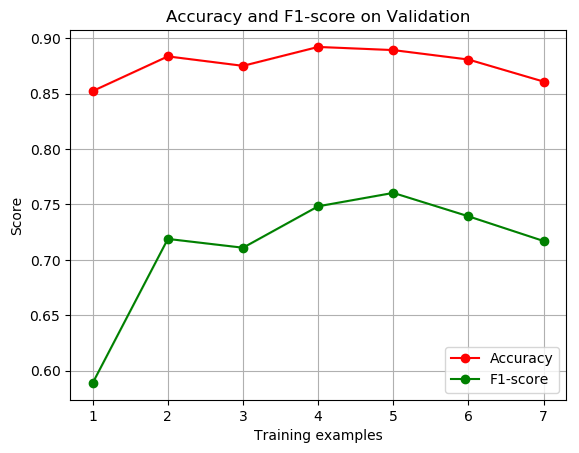 Accuracy and F1-score on Validation
0.90
0.85
0.80
0.75
0.70
0.65
0.60
Score
Accuracy
F1-score
1 2 3 4 5 6 7
Training examples